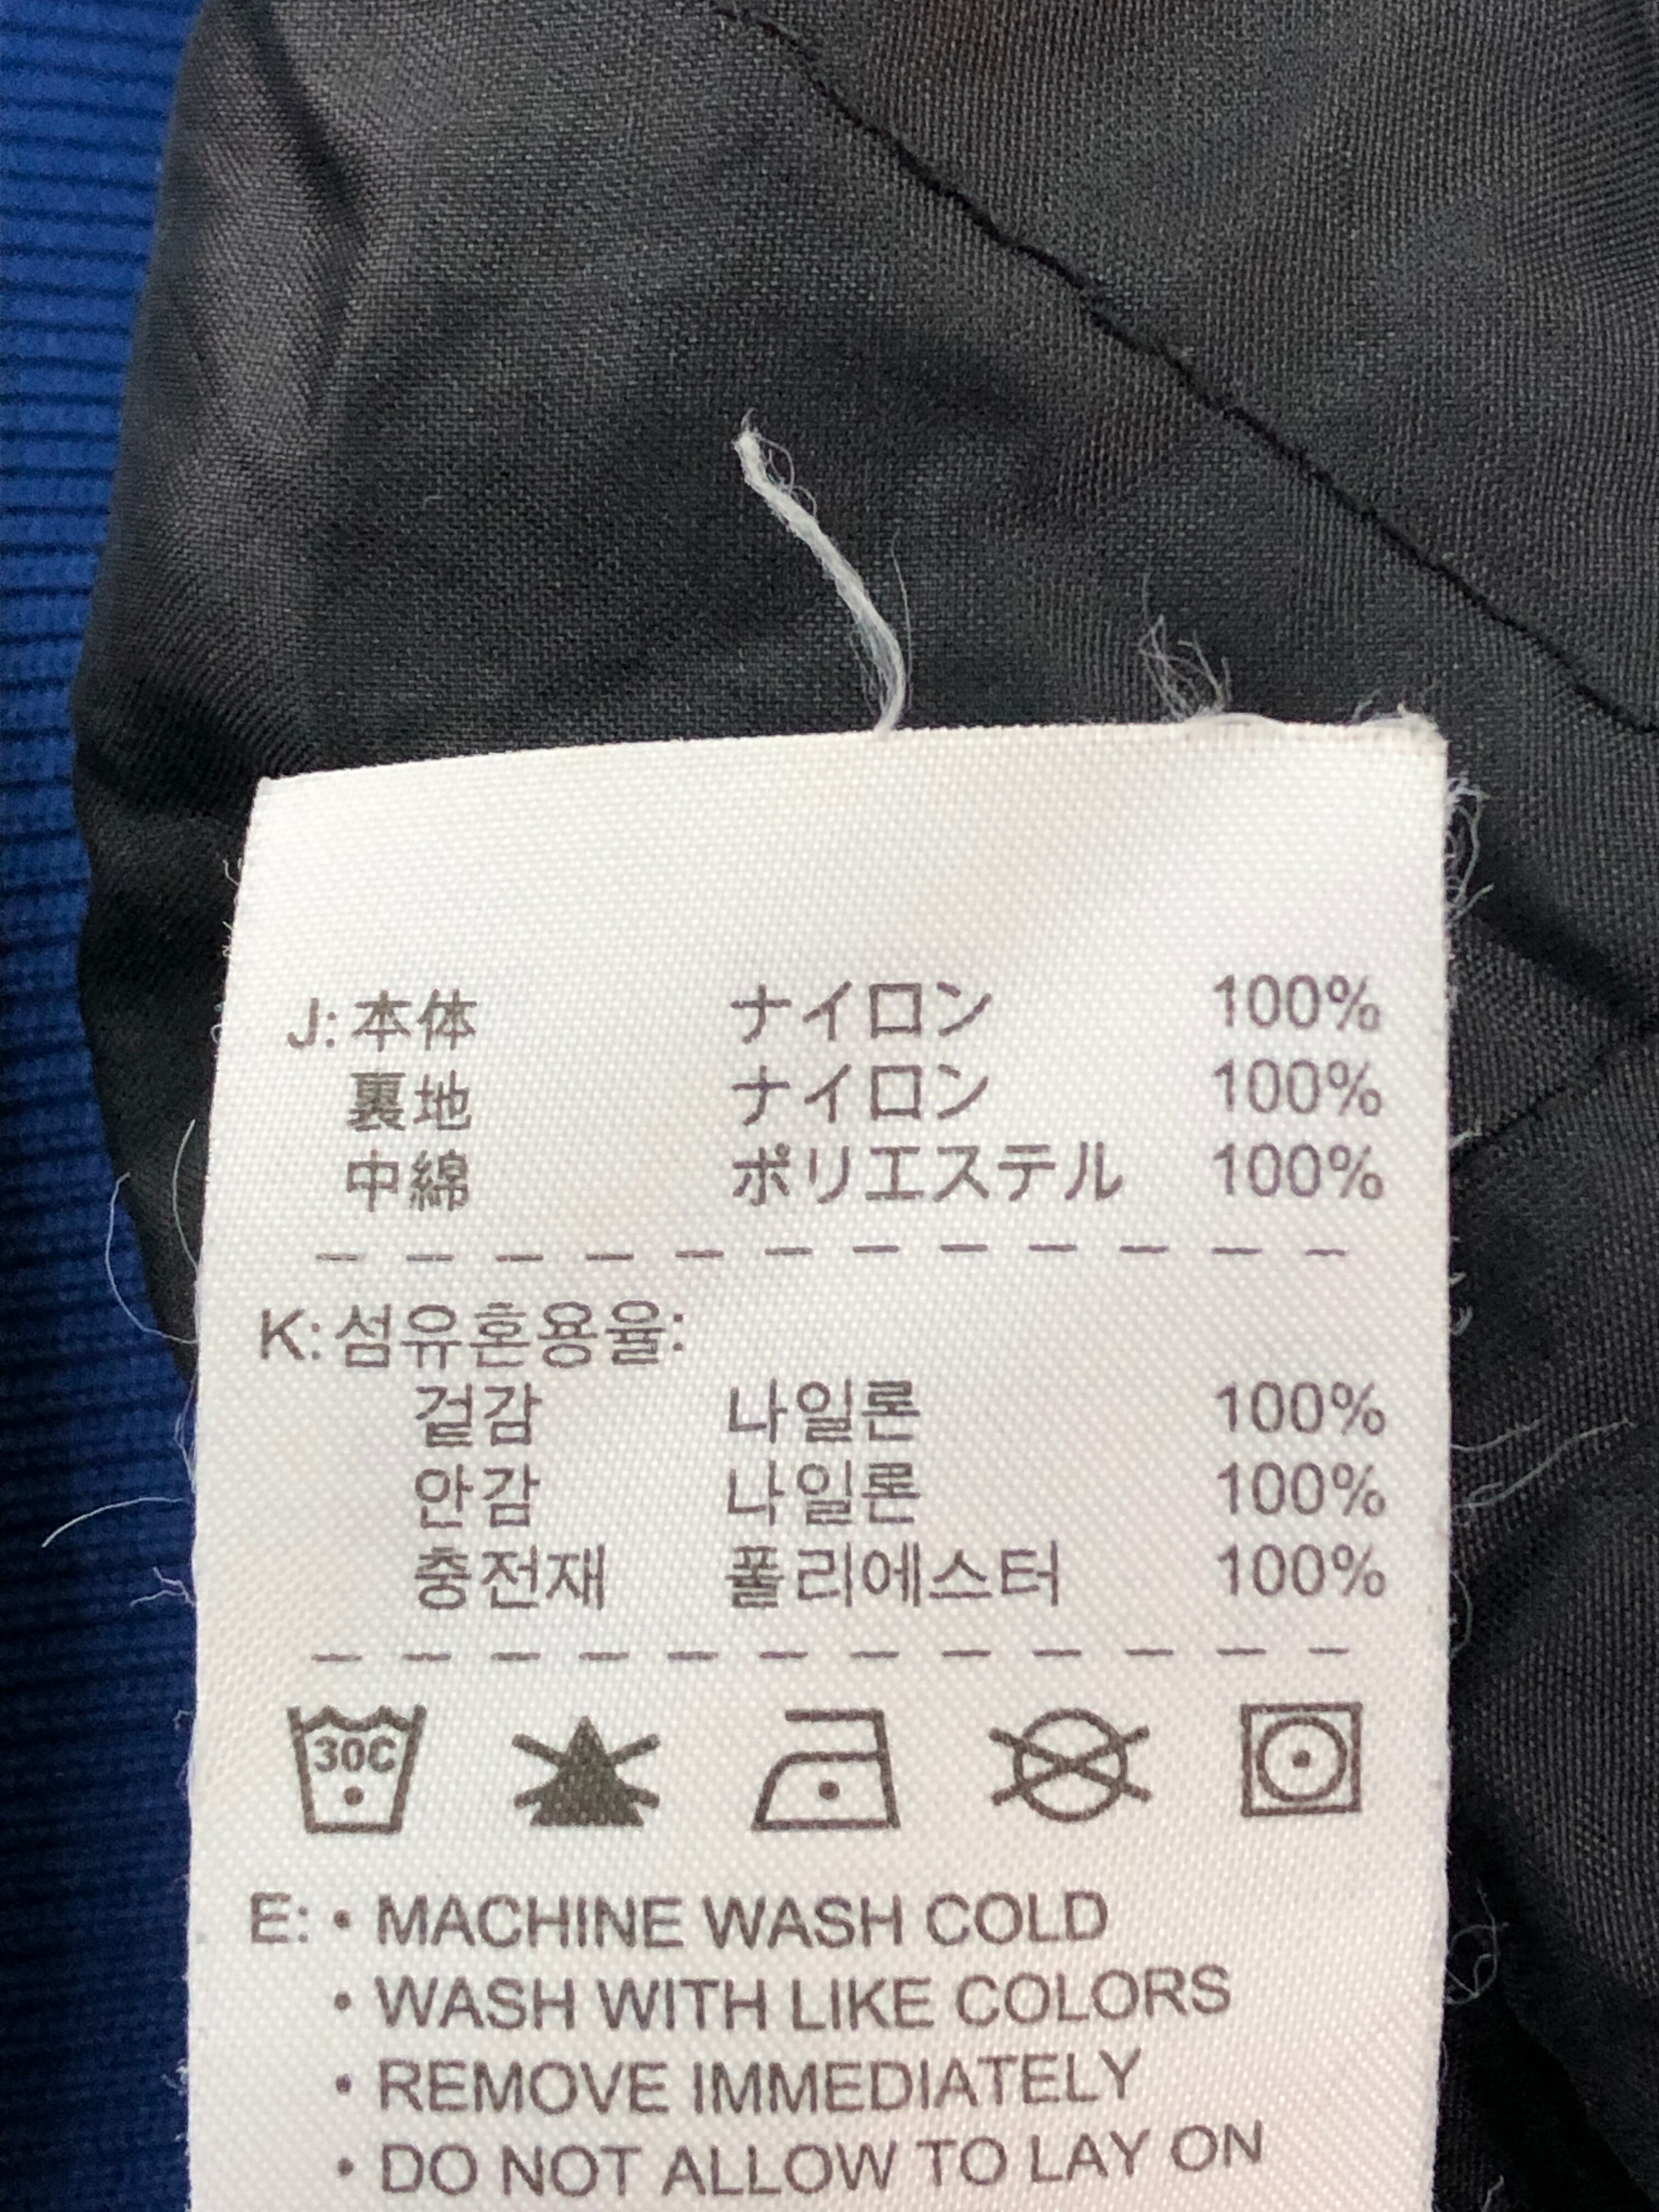 J: 本体 ナイロン 100%
裏地 ナイロン 100%
中綿 ポリエステル 100%
K: 섬유혼용율:
겉감 나일론 100%
안감 나일론 100%
충전재 폴리에스터 100%
30C
E: • MACHINE WASH COLD
• WASH WITH LIKE COLORS
• REMOVE IMMEDIATELY
• DO NOT ALLOW TO LAY ON